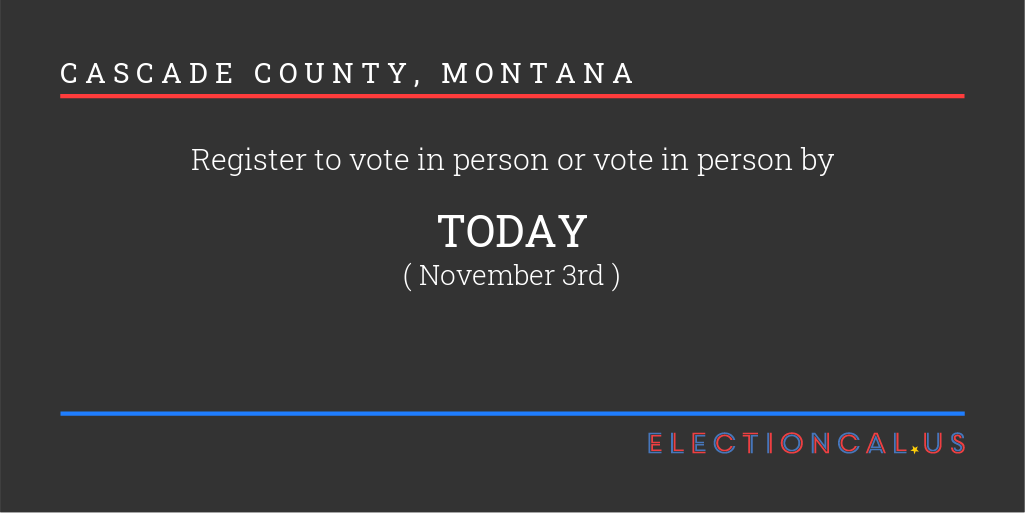 CASCADE COUNTY, MONTANA
Register to vote in person or vote in person by
TODAY
( November 3rd )
ELECTIONCAL.US